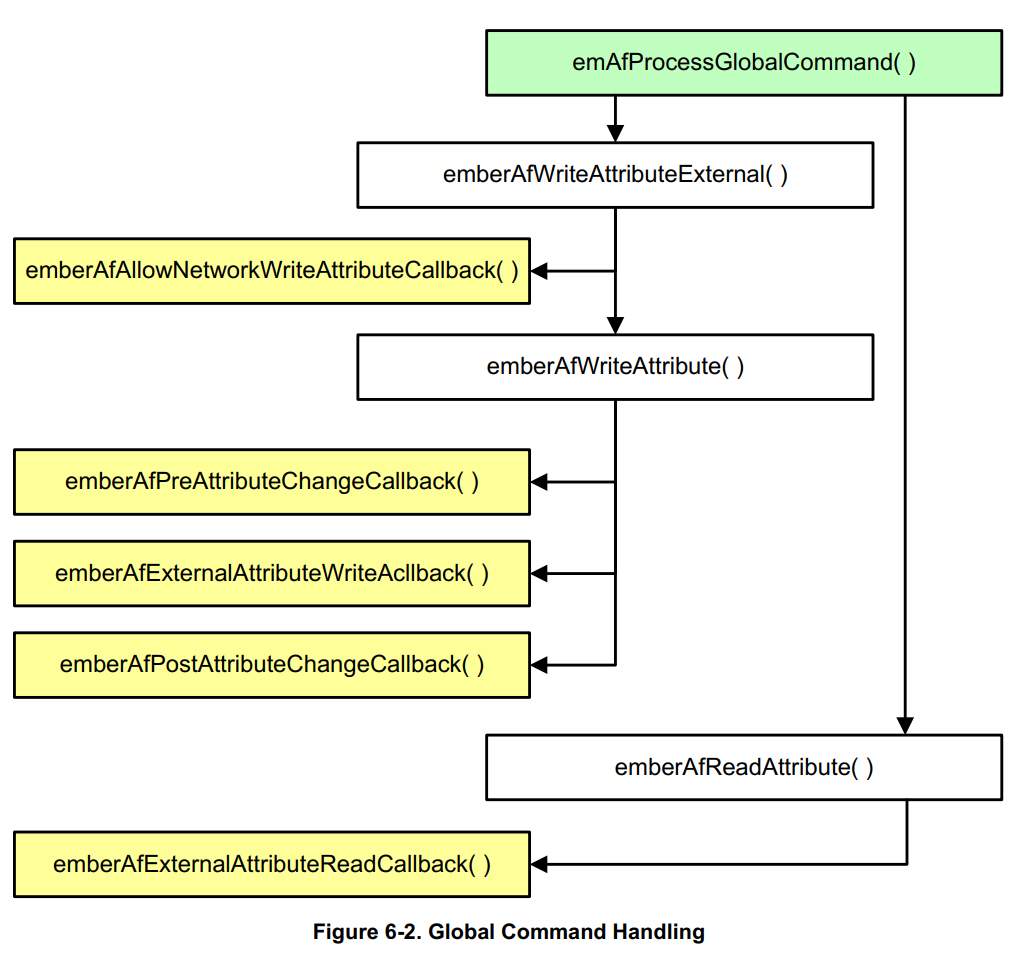 emAfProcessGlobalCommand( )
emberAfWriteAttributeExternal( )
emberAfAllowNetworkWriteAttributeCallback( )
emberAfWriteAttribute( )
emberAfPreAttributeChangeCallback( )
emberAfExternalAttributeWriteAcllback( )
emberAfPostAttributeChangeCallback( )
emberAfReadAttribute( )
emberAfExternalAttributeReadCallback( )
Figure 6-2. Global Command Handling